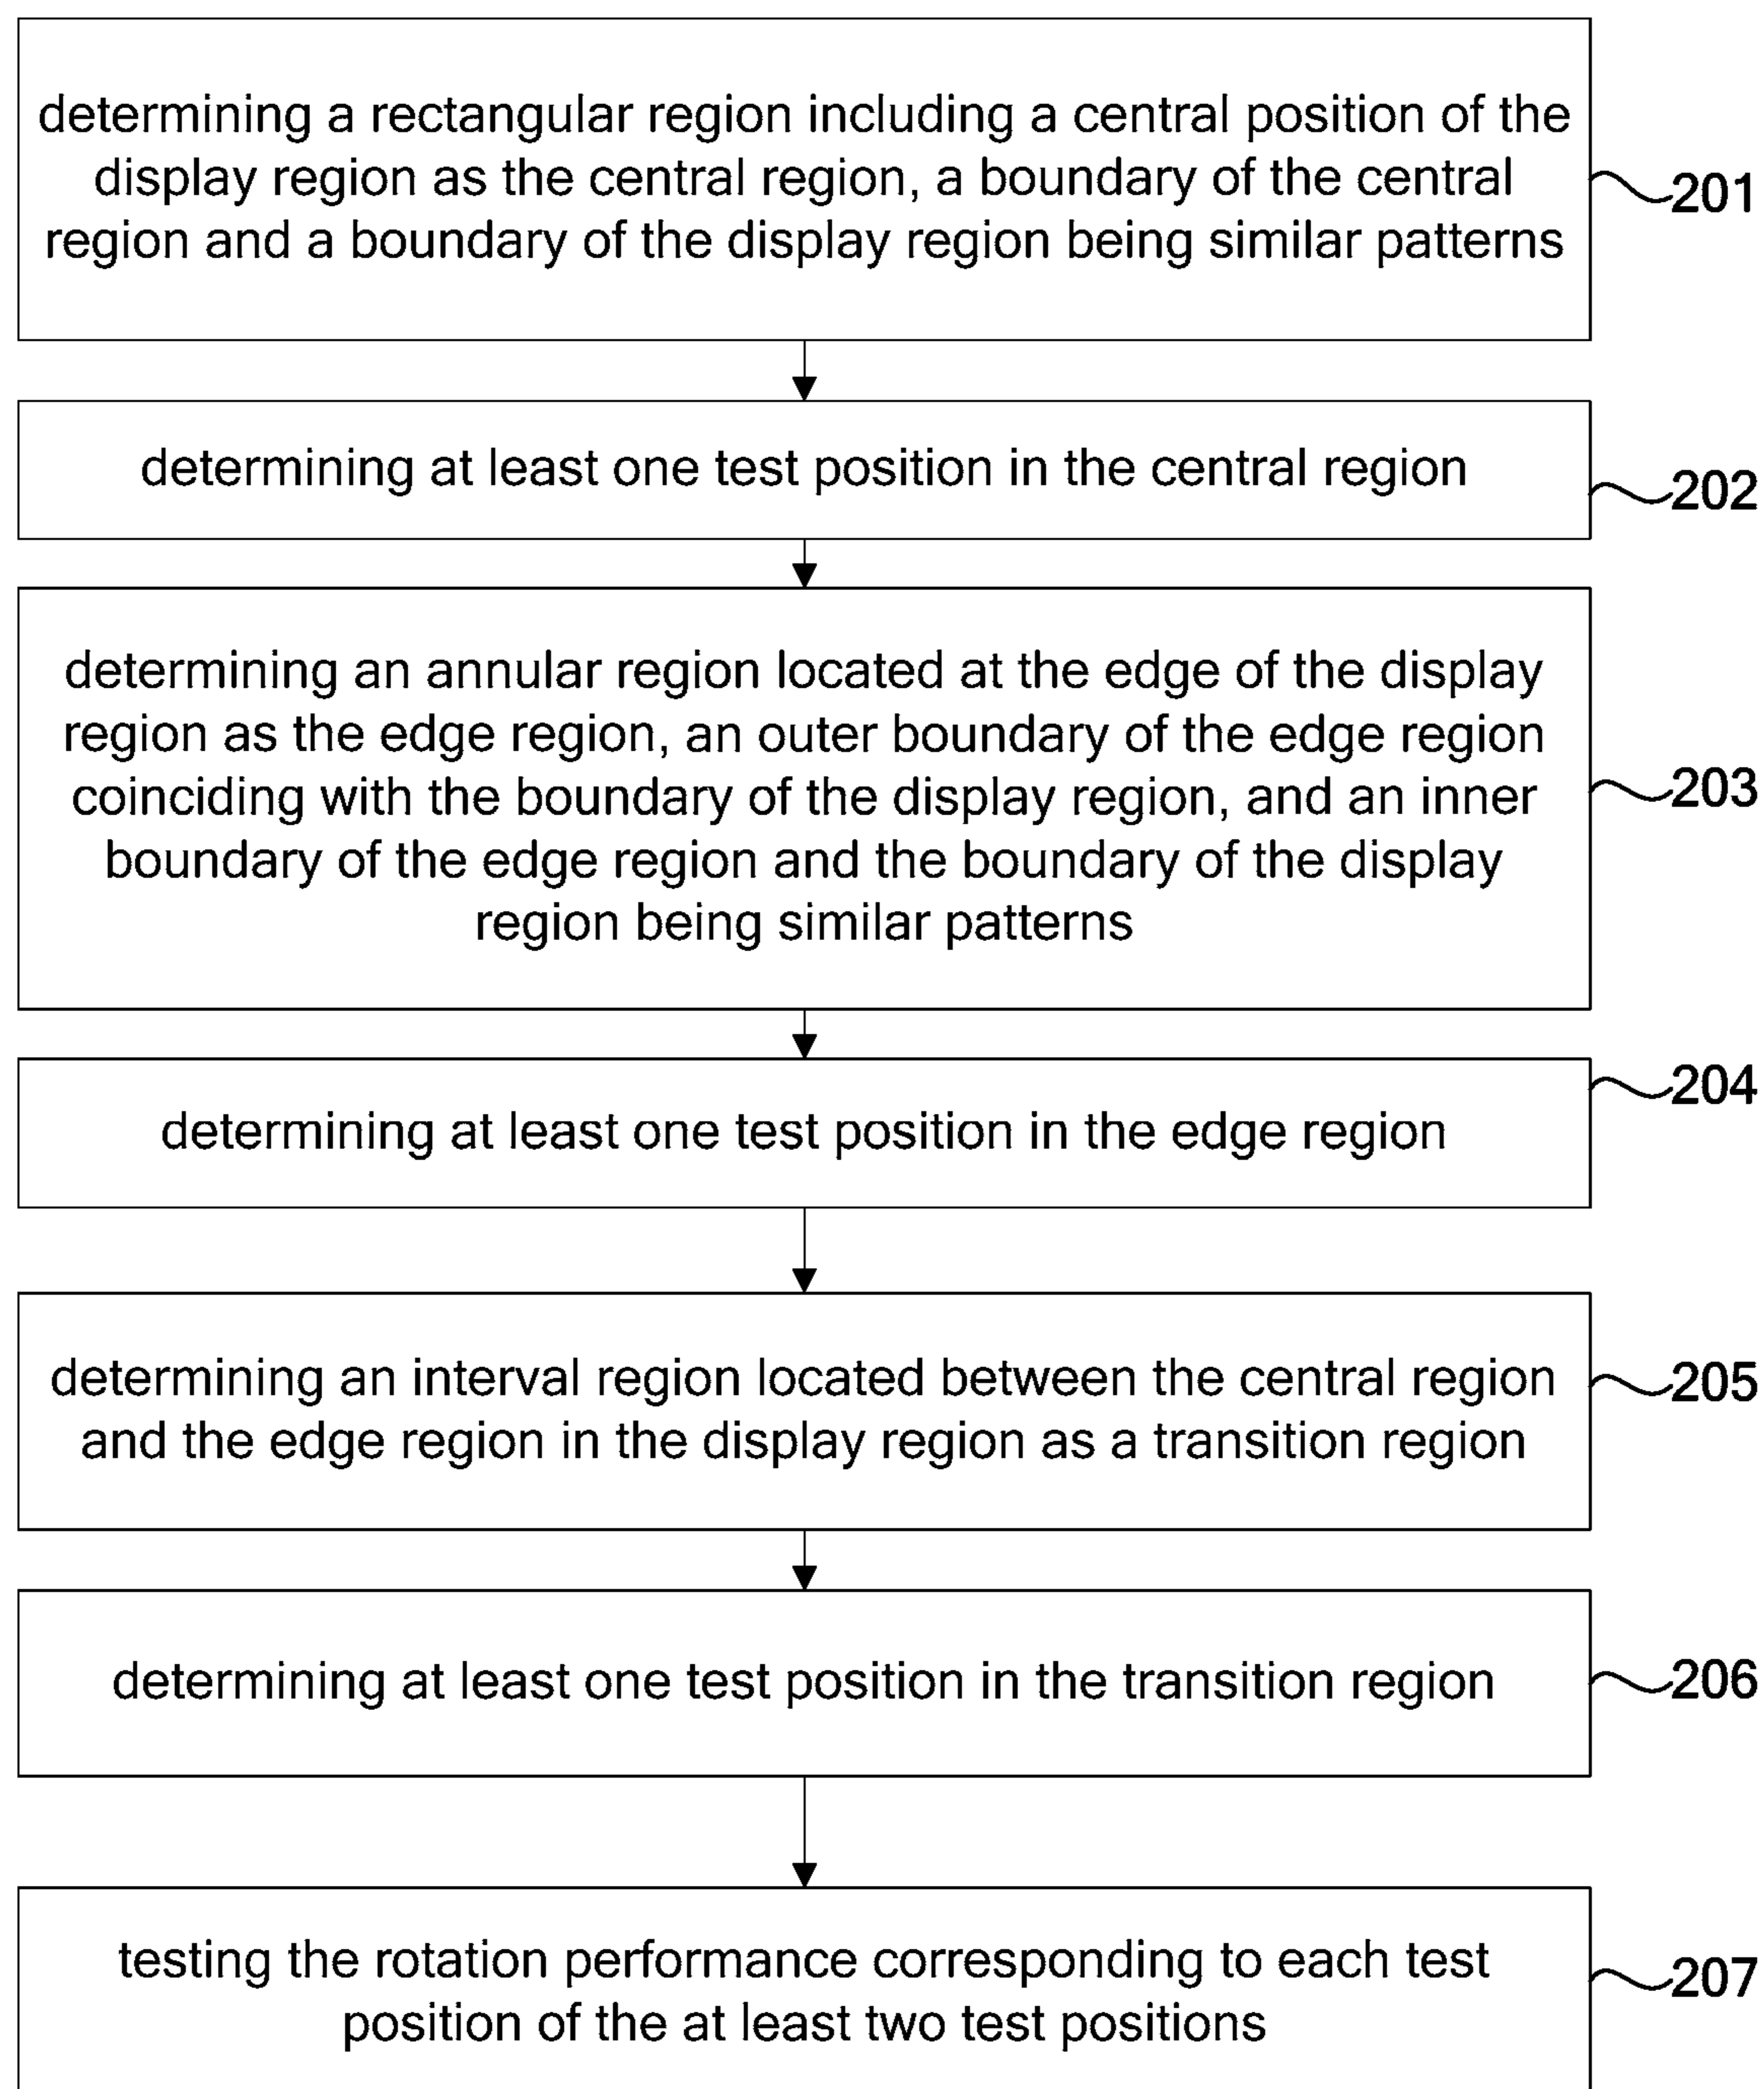 determining a rectangular region including a central position of the
display region as the central region, a boundary of the central
region and a boundary of the display region being similar patterns
201
determining at least one test position in the central region
202
determining an annular region located at the edge of the display
region as the edge region, an outer boundary of the edge region
coinciding with the boundary of the display region, and an inner
boundary of the edge region and the boundary of the display
region being similar patterns
203
determining at least one test position in the edge region
204
determining an interval region located between the central region
and the edge region in the display region as a transition region
205
determining at least one test position in the transition region
206
testing the rotation performance corresponding to each test
position of the at least two test positions
207